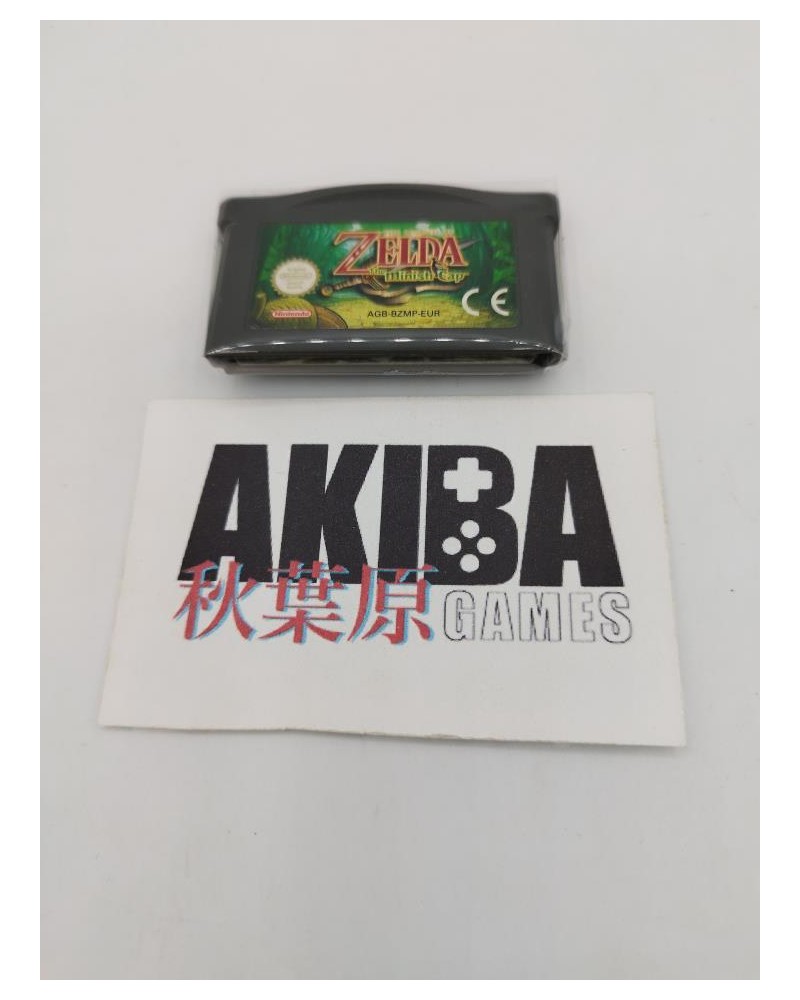 ZELDA
The Minish Cap
Nintendo
AGB-BZMP-EUR
CE
AKIBA
秋葉原 GAMES